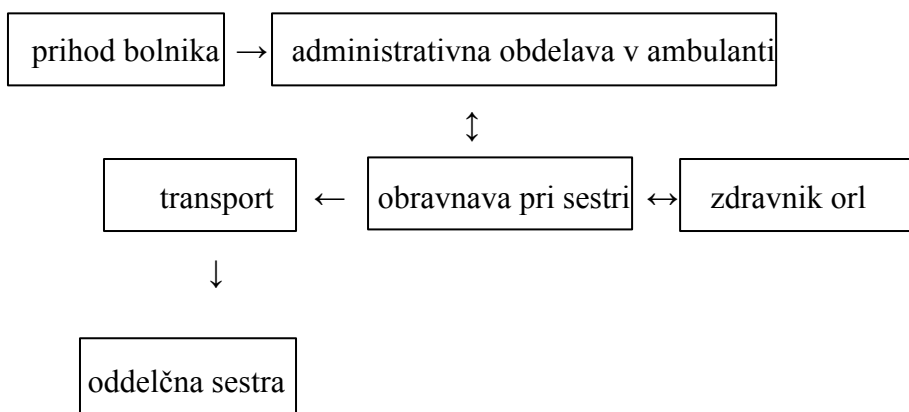 prihod bolnika → administrativna obdelava v ambulanti
↕
transport ← obravnava pri sestri ↔ zdravnik orl
↓
oddelčna sestra